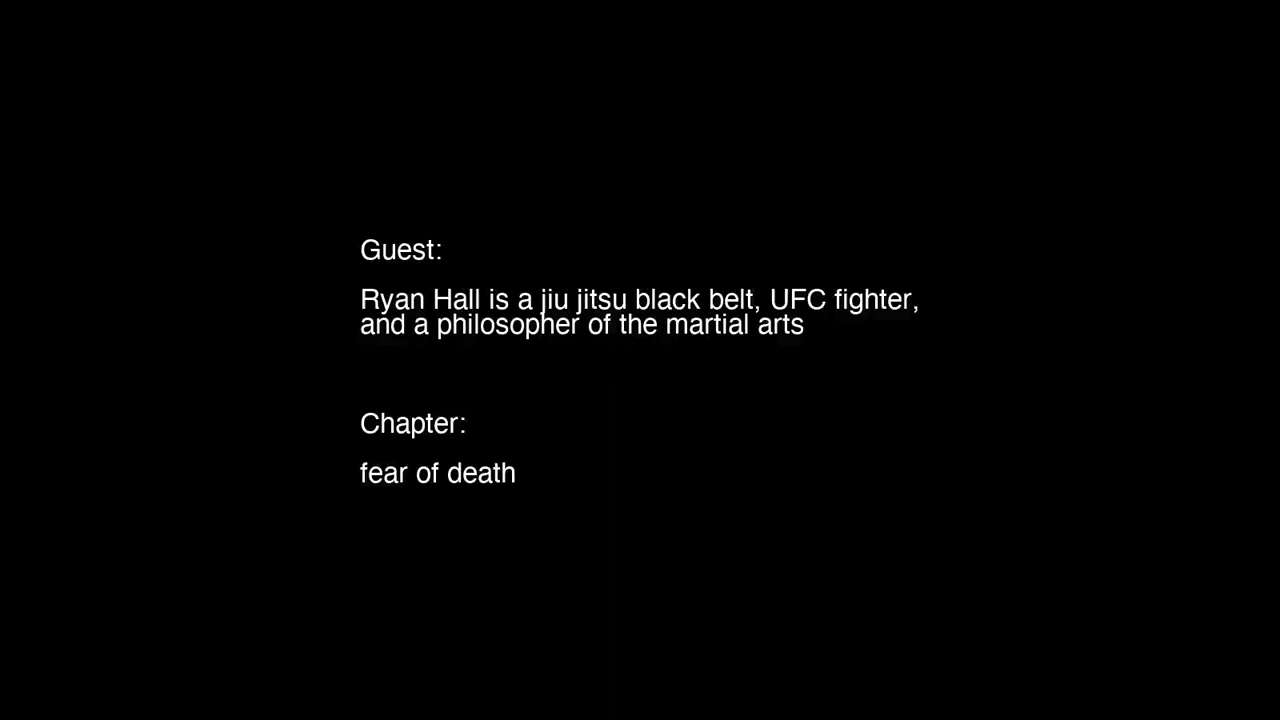 Guest:
Ryan Hall is a jiu jitsu black belt, UFC fighter,
and a philosopher of the martial arts
Chapter:
fear of death